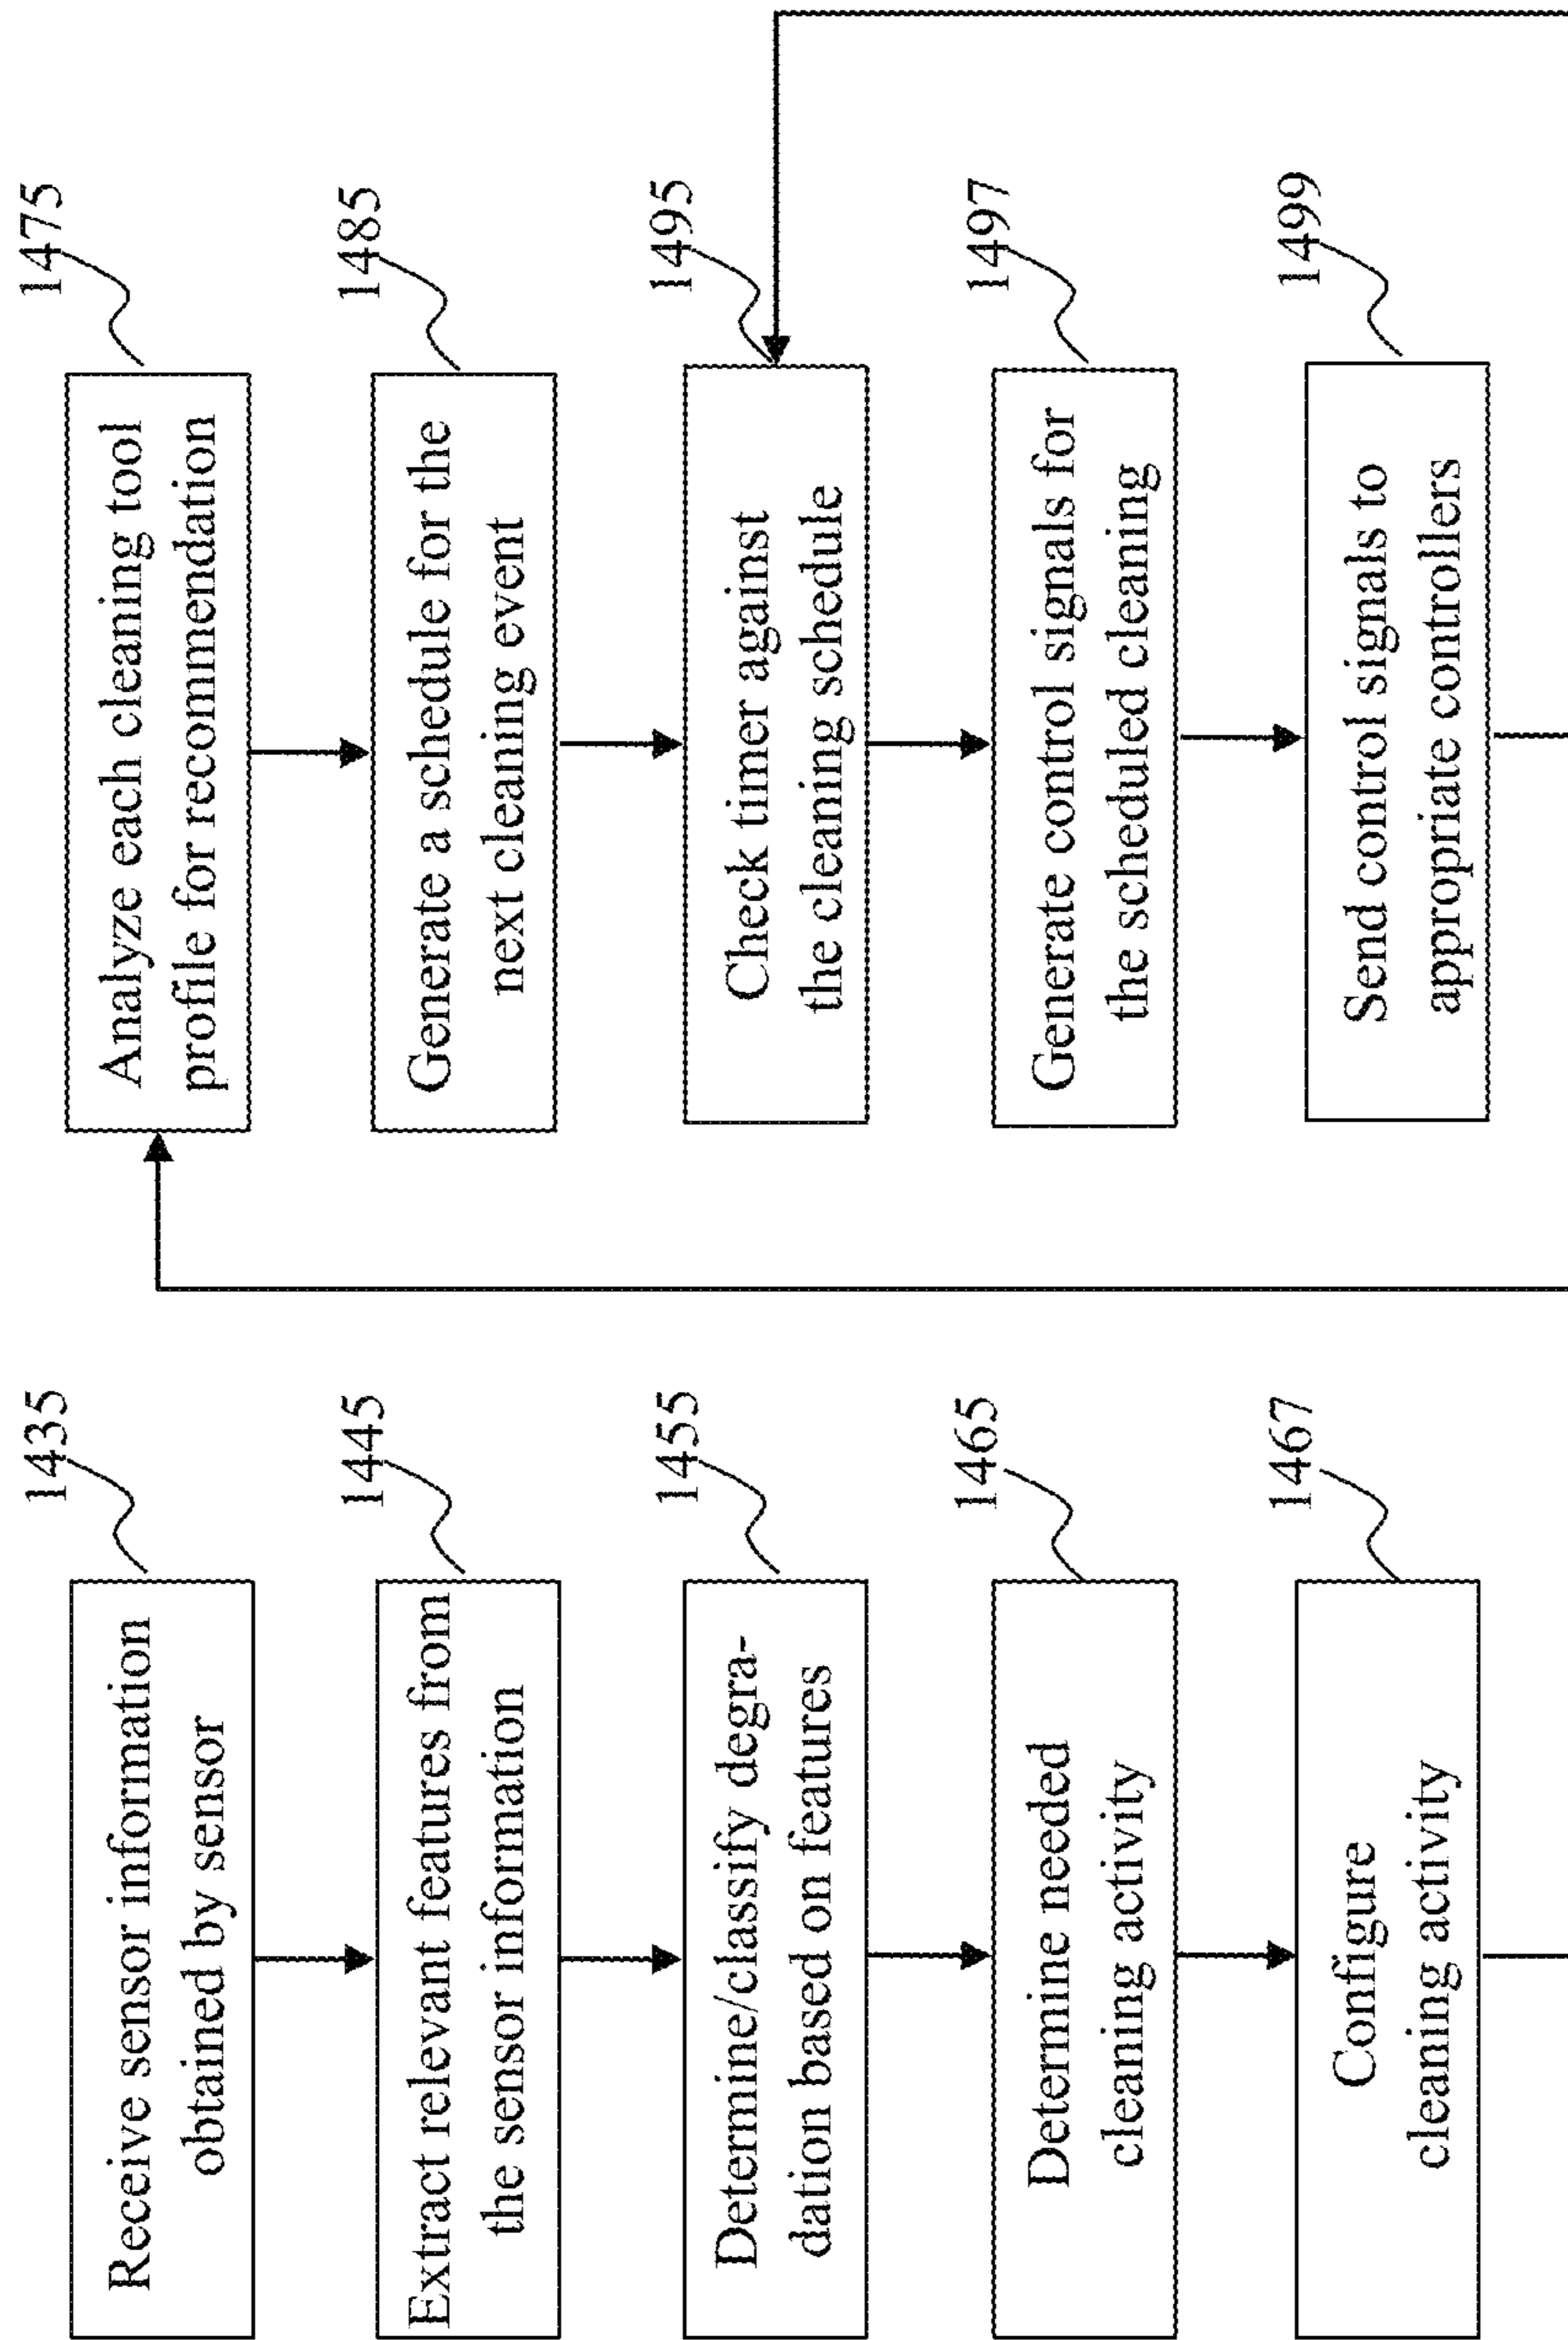 1435
Receive sensor information
obtained by sensor
1445
Extract relevant features from
the sensor information
1455
Determine/classify degra-
dation based on features
1465
Determine needed
cleaning activity
1467
Configure
cleaning activity
1475
Analyze each cleaning tool
profile for recommendation
1485
Generate a schedule for the
next cleaning event
1495
Check timer against
the cleaning schedule
1497
Generate control signals for
the scheduled cleaning
1499
Send control signals to
appropriate controllers